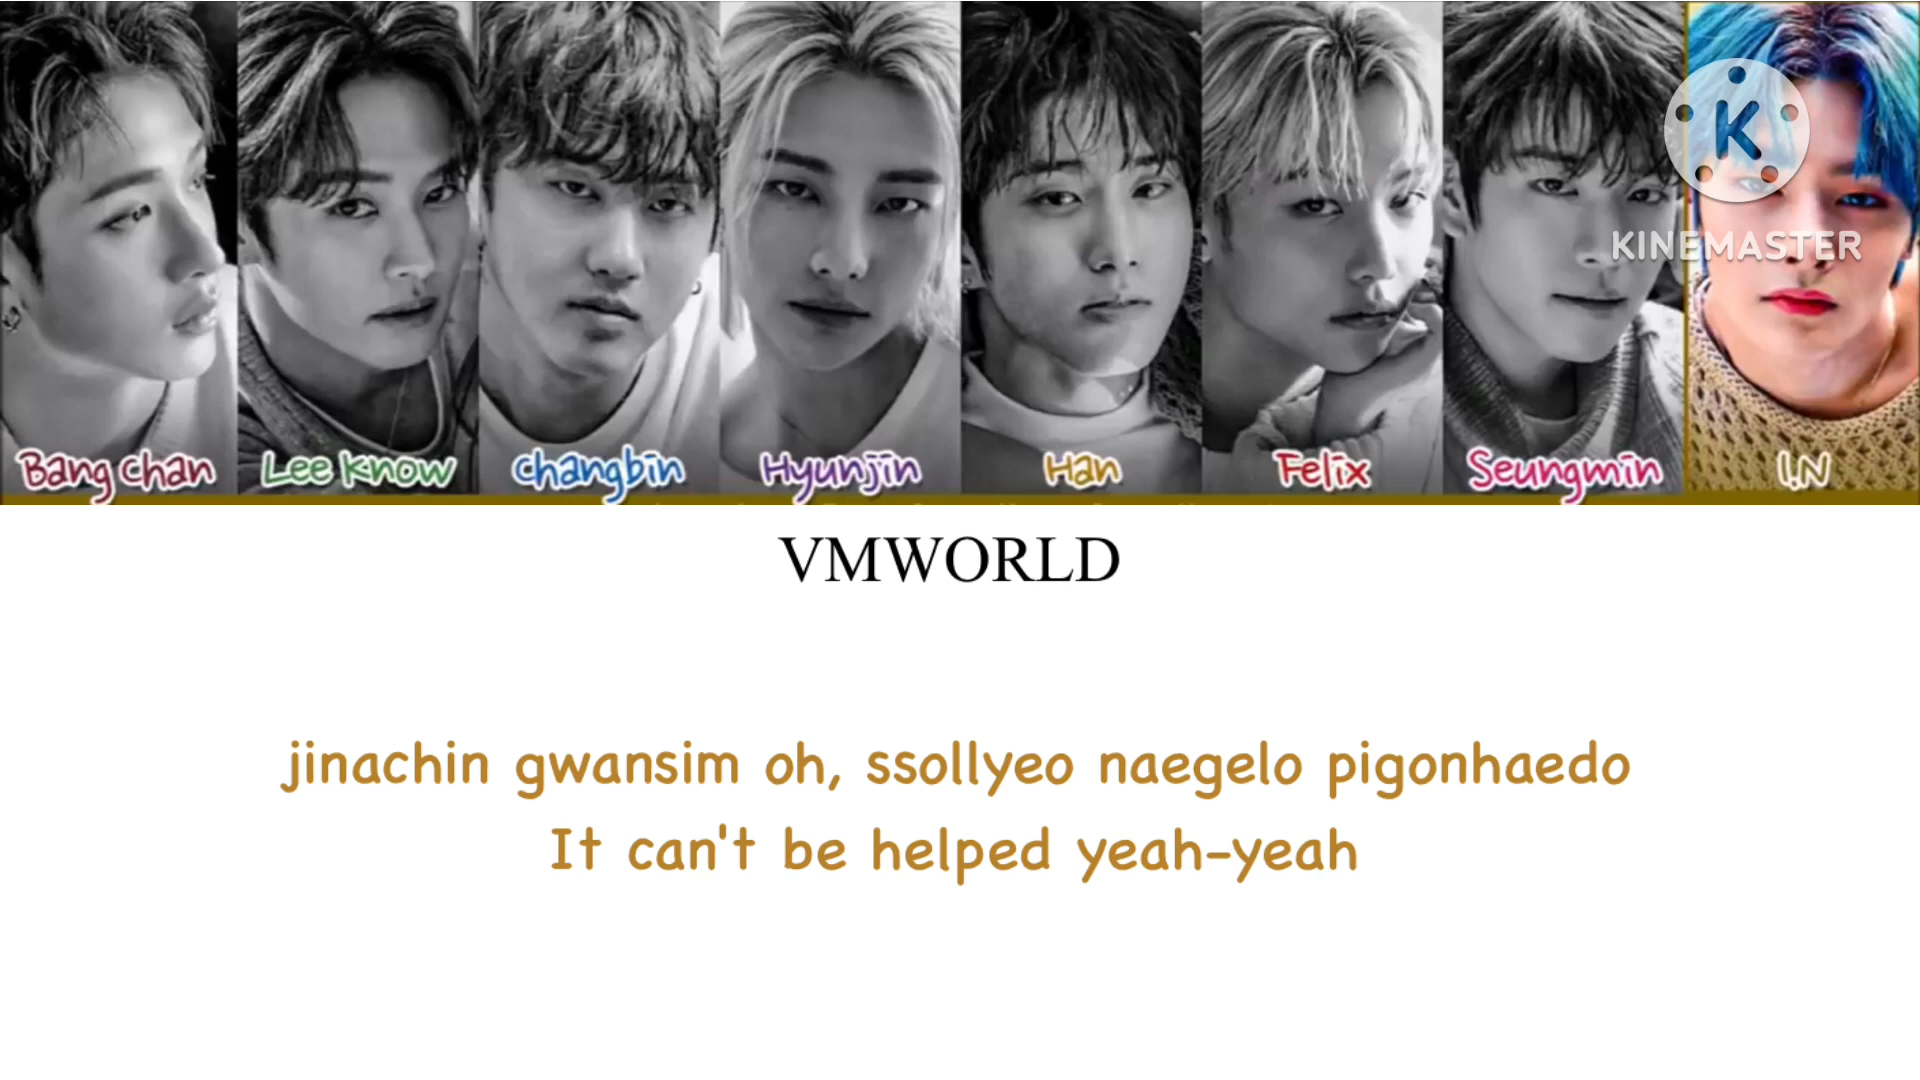 K
KINEMASTER
Bang Chan Lee Know Changbin Hyunjin Han Felix Seungmin I.N
VMWORLD
jinachin gwansim oh, ssollyeo naegelo pigonhaedo
It can't be helped yeah-yeah